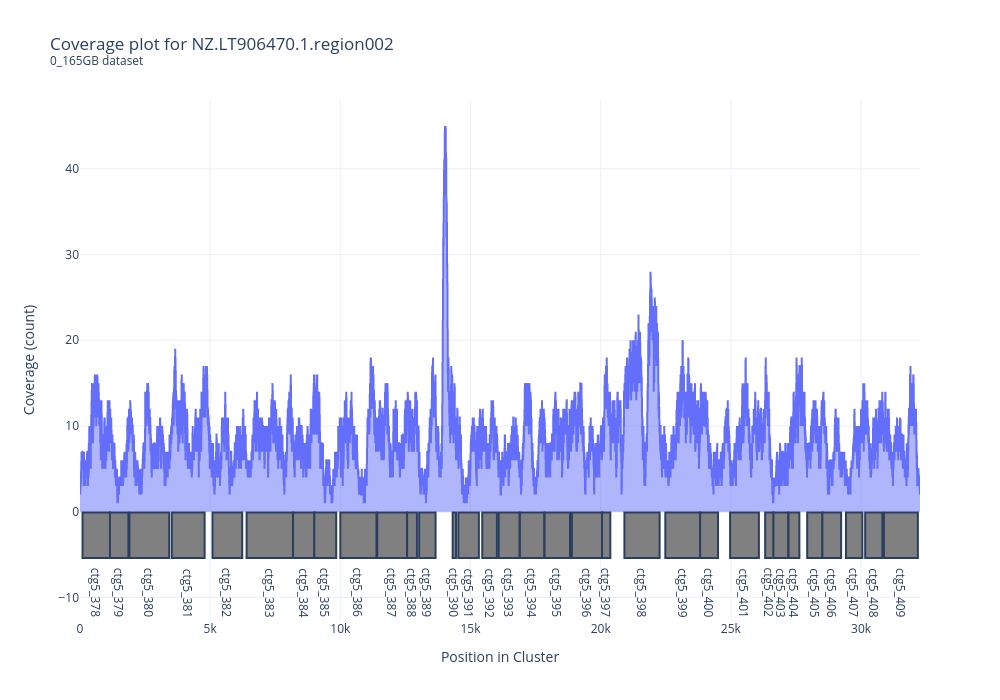 Coverage plot for NZ.LT906470.1.region002
0_165GB dataset
Coverage (count)
40
30
20
10
0
−10
ctg5_378
ctg5_379
ctg5_380
ctg5_381
ctg5_382
ctg5_383
ctg5_384
ctg5_385
ctg5_386
ctg5_387
ctg5_388
ctg5_389
ctg5_390
ctg5_391
ctg5_392
ctg5_393
ctg5_394
ctg5_395
ctg5_396
ctg5_397
ctg5_398
ctg5_399
ctg5_400
ctg5_401
ctg5_402
ctg5_403
ctg5_404
ctg5_405
ctg5_406
ctg5_407
ctg5_408
ctg5_409
0 5k 10k 15k 20k 25k 30k
Position in Cluster